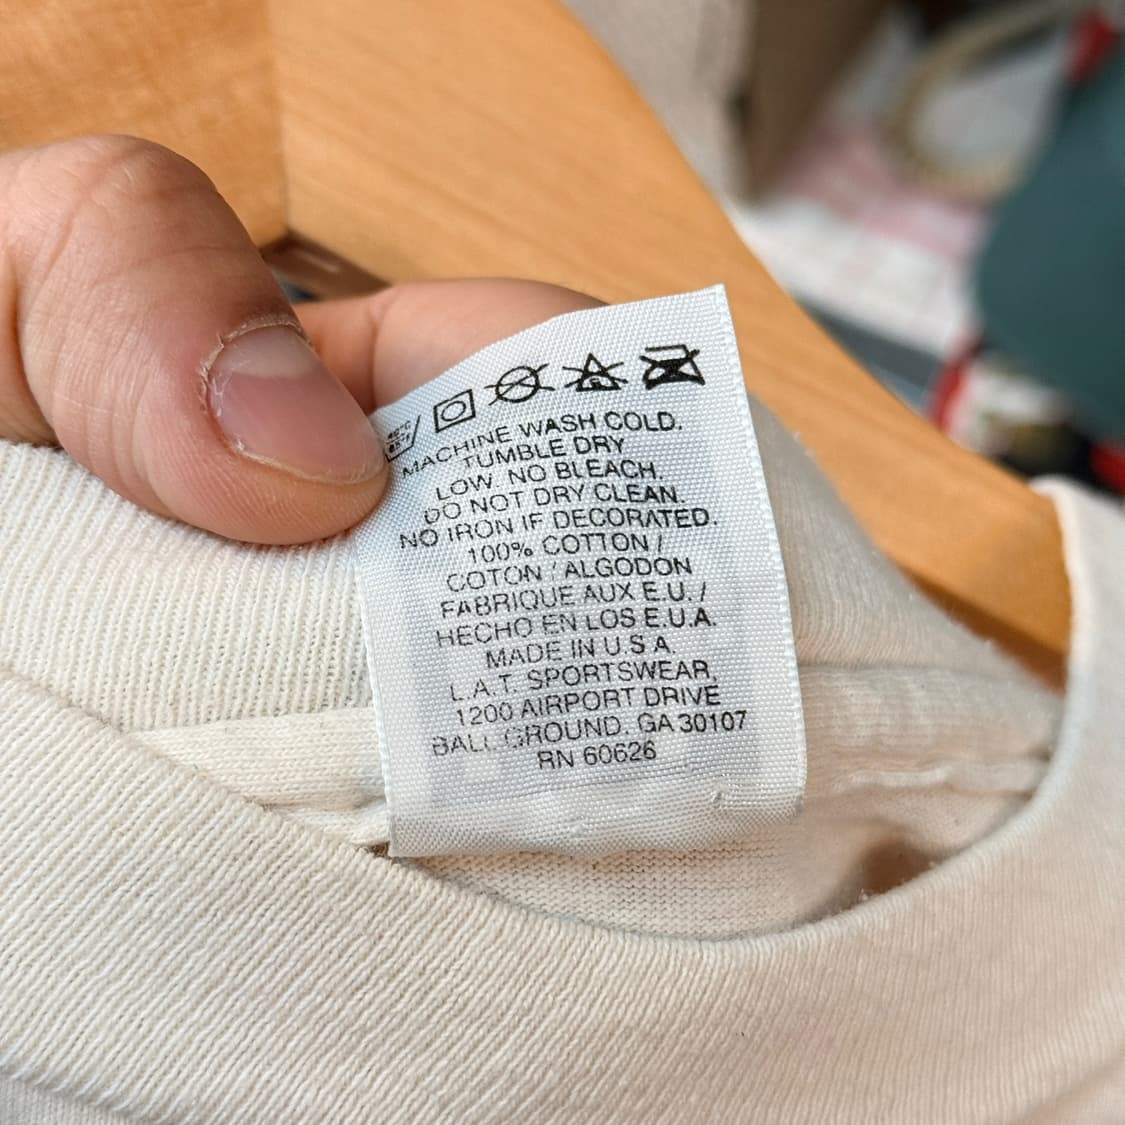 MACHINE WASH COLD.
TUMBLE DRY
LOW NO BLEACH.
DO NOT DRY CLEAN.
NO IRON IF DECORATED.
100% COTTON /
COTON / ALGODON
FABRIQUE AUX E.U. /
HECHO EN LOS E.U.A.
MADE IN U.S.A.
L.A.T. SPORTSWEAR,
1200 AIRPORT DRIVE
BALL GROUND, GA 30107
RN 60626